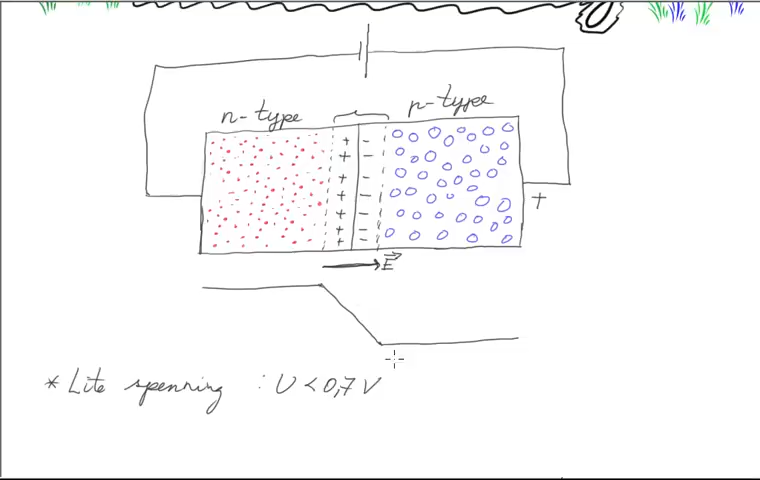 n-type p-type
+ -
+ -
+ -
+ -
+ -
+ -
+ -
+
E
* Lite spenning : U < 0,7 V